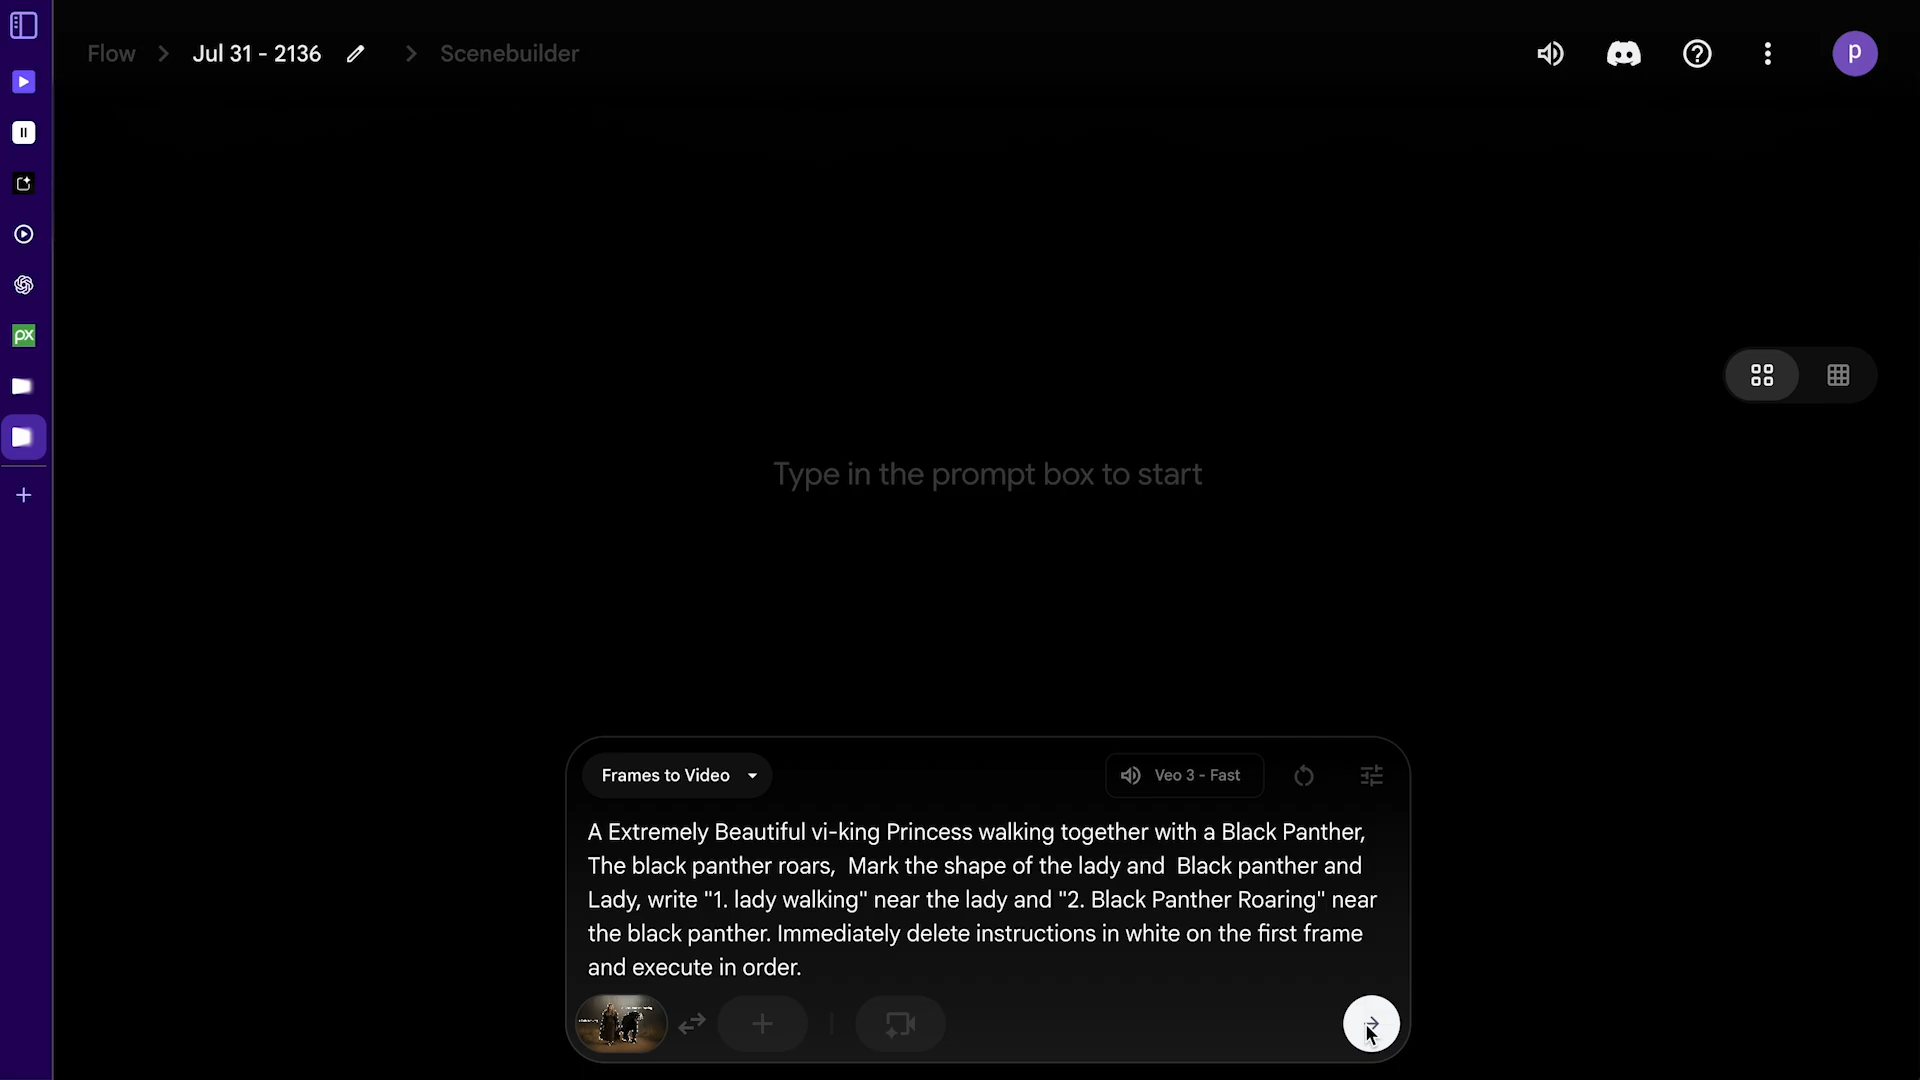 Flow > Jul 31 - 2136 > Scenebuilder
p
px
Type in the prompt box to start
Frames to Video
Veo 3 - Fast
A Extremely Beautiful vi-king Princess walking together with a Black Panther,
The black panther roars, Mark the shape of the lady and Black panther and
Lady, write "1. lady walking" near the lady and "2. Black Panther Roaring" near
the black panther. Immediately delete instructions in white on the first frame
and execute in order.